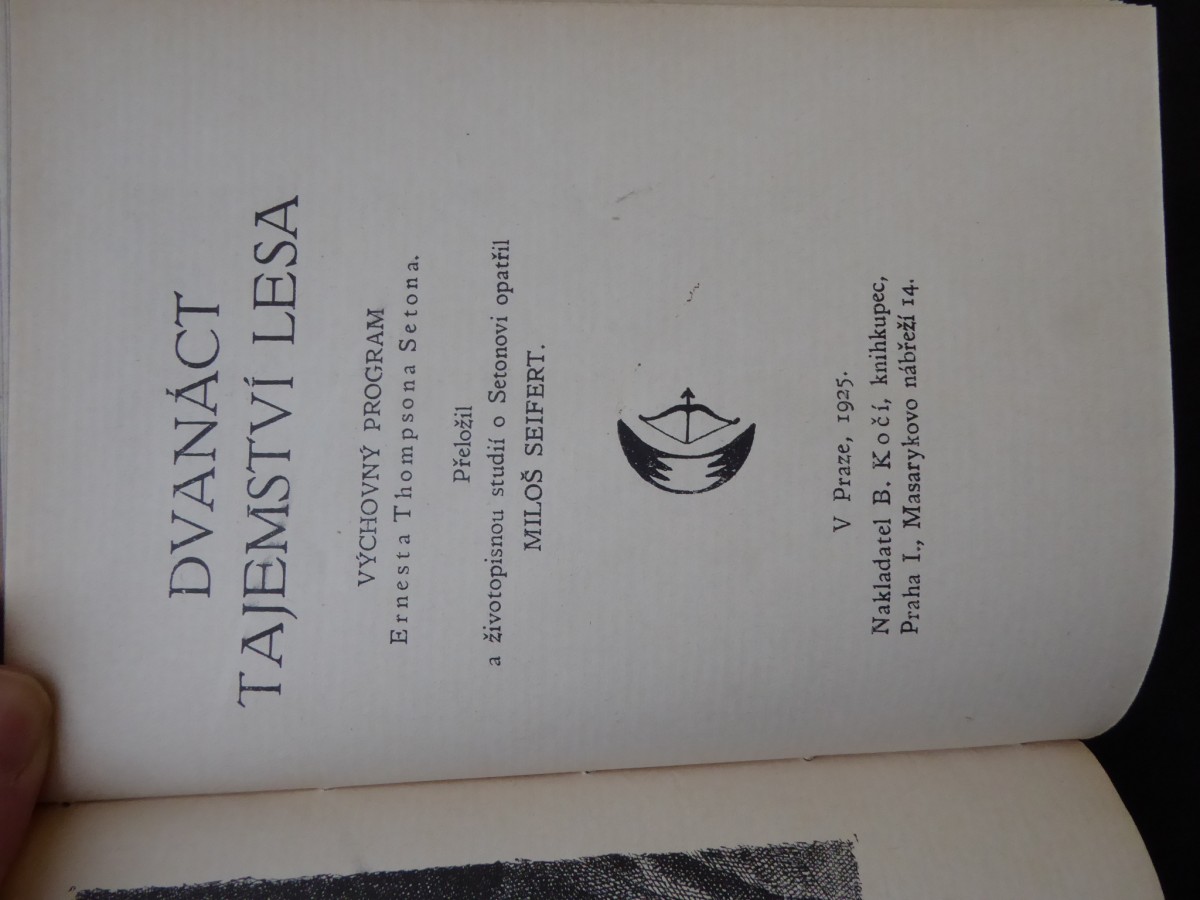 DVANÁCT
TAJEMSTVÍ LESA
VÝCHOVNÝ PROGRAM
Ernesta Thompsona Setona.
Přeložil
a životopisnou studií o Setonovi opatřil
MILOŠ SEIFERT.
V Praze, 1925.
Nakladatel B. Kočí, knihkupec,
Praha I., Masarykovo nábřeží 14.